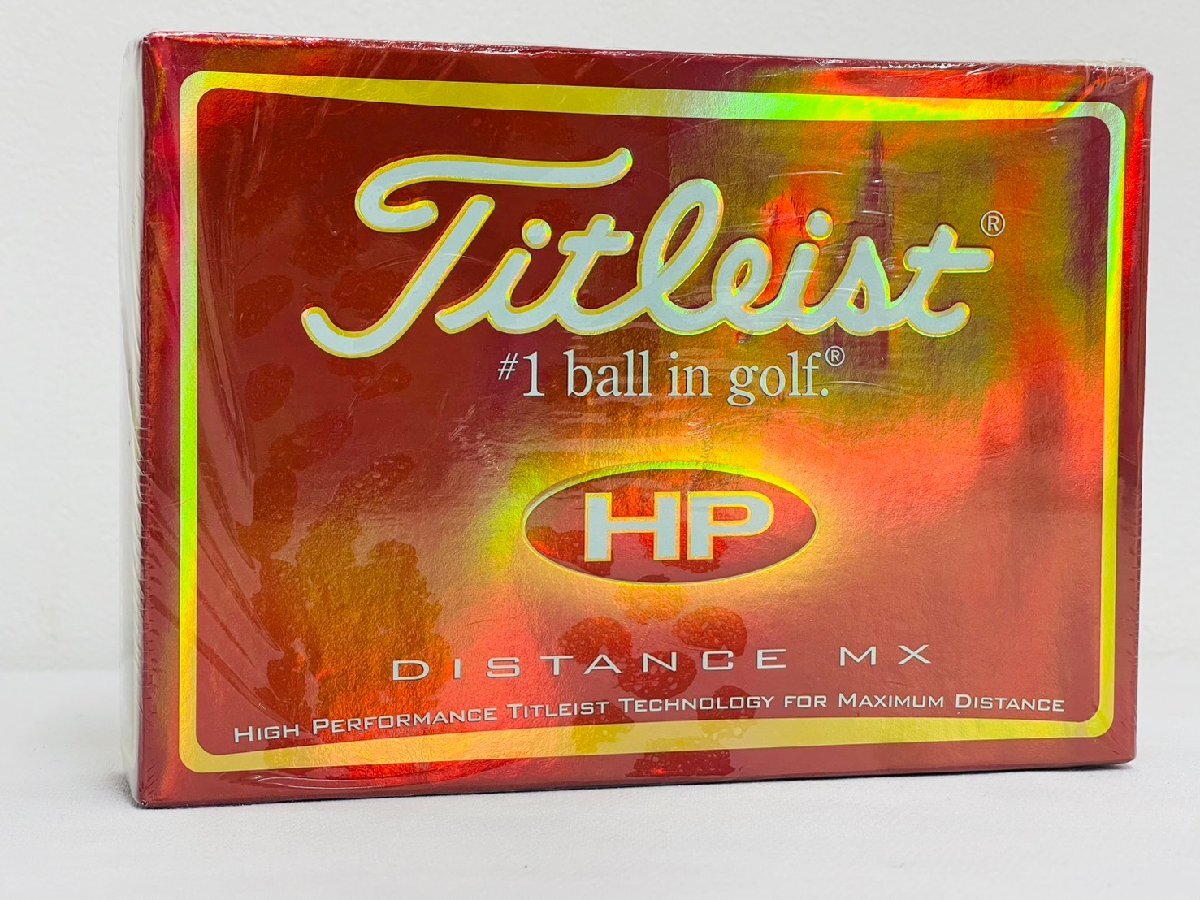 Titleist®
#1 ball in golf.®
HP
DISTANCE MX
HIGH PERFORMANCE TITLEIST TECHNOLOGY FOR MAXIMUM DISTANCE